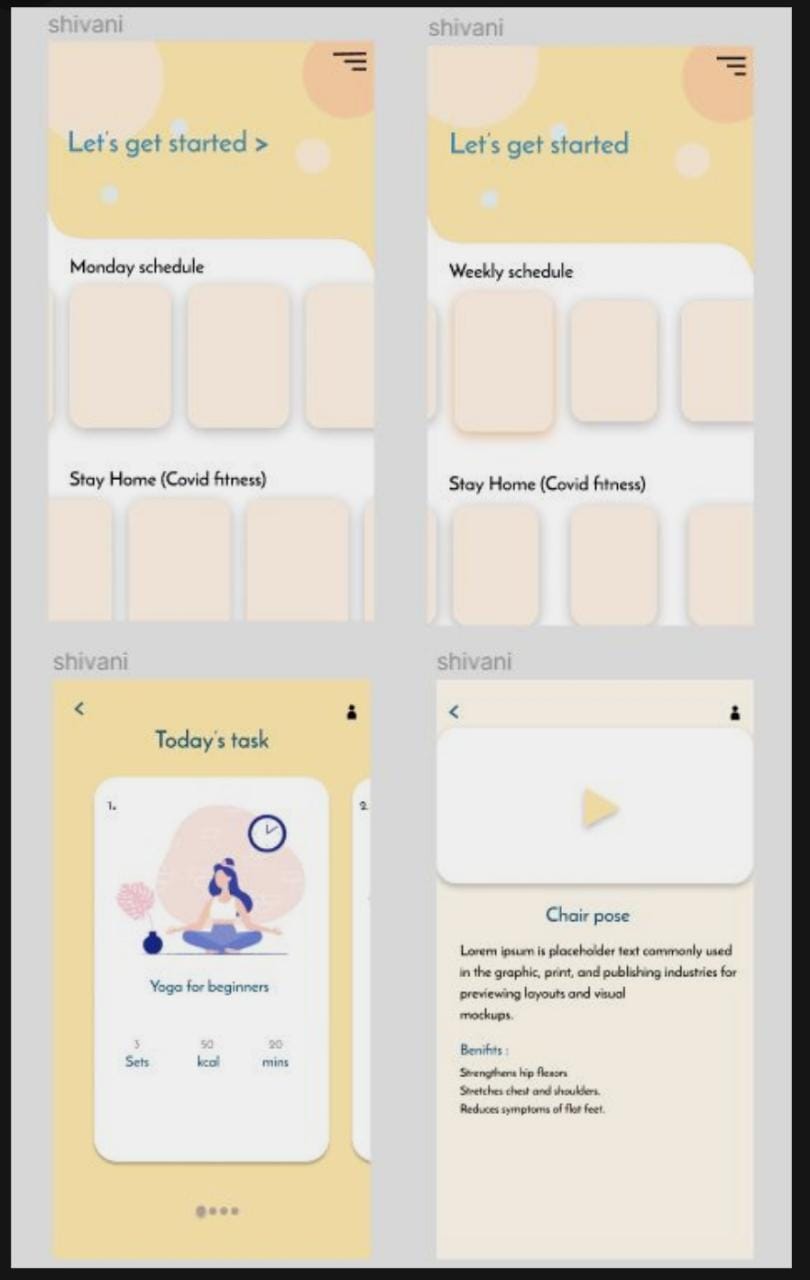 shivani
Let's get started >
Monday schedule
Stay Home (Covid fitness)
shivani
Let's get started
Weekly schedule
Stay Home (Covid fitness)
shivani
Today's task
1.
2
Yoga for beginners
3 50 20
Sets kcal mins
shivani
Chair pose
Lorem ipsum is placeholder text commonly used
in the graphic, print, and publishing industries for
previewing layouts and visual
mockups.
Benifits :
Strengthens hip flexors
Stretches chest and shoulders.
Reduces symptoms of flat feet.